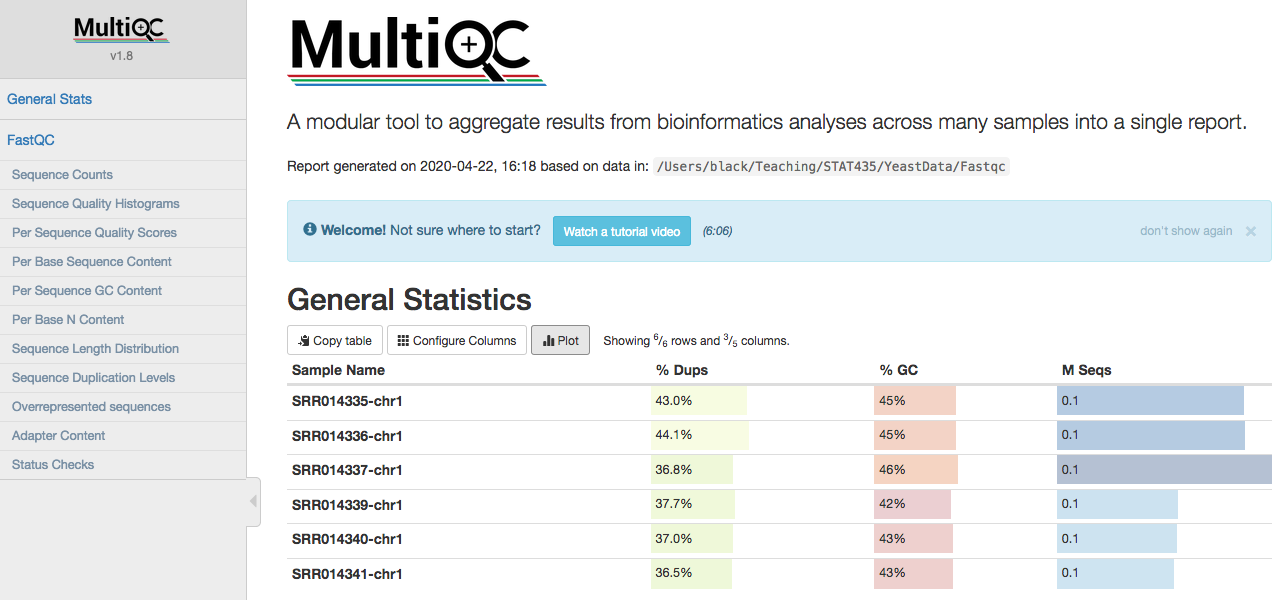 MultiQC
v1.8
General Stats
FastQC
Sequence Counts
Sequence Quality Histograms
Per Sequence Quality Scores
Per Base Sequence Content
Per Sequence GC Content
Per Base N Content
Sequence Length Distribution
Sequence Duplication Levels
Overrepresented sequences
Adapter Content
Status Checks
MultiQC
A modular tool to aggregate results from bioinformatics analyses across many samples into a single report.
Report generated on 2020-04-22, 16:18 based on data in: /Users/black/Teaching/STAT435/YeastData/Fastqc
Welcome! Not sure where to start? Watch a tutorial video (6:06) don't show again ×
General Statistics
Copy table Configure Columns Plot Showing 6/6 rows and 3/5 columns.
Sample Name % Dups % GC M Seqs
SRR014335-chr1 43.0% 45% 0.1
SRR014336-chr1 44.1% 45% 0.1
SRR014337-chr1 36.8% 46% 0.1
SRR014339-chr1 37.7% 42% 0.1
SRR014340-chr1 37.0% 43% 0.1
SRR014341-chr1 36.5% 43% 0.1